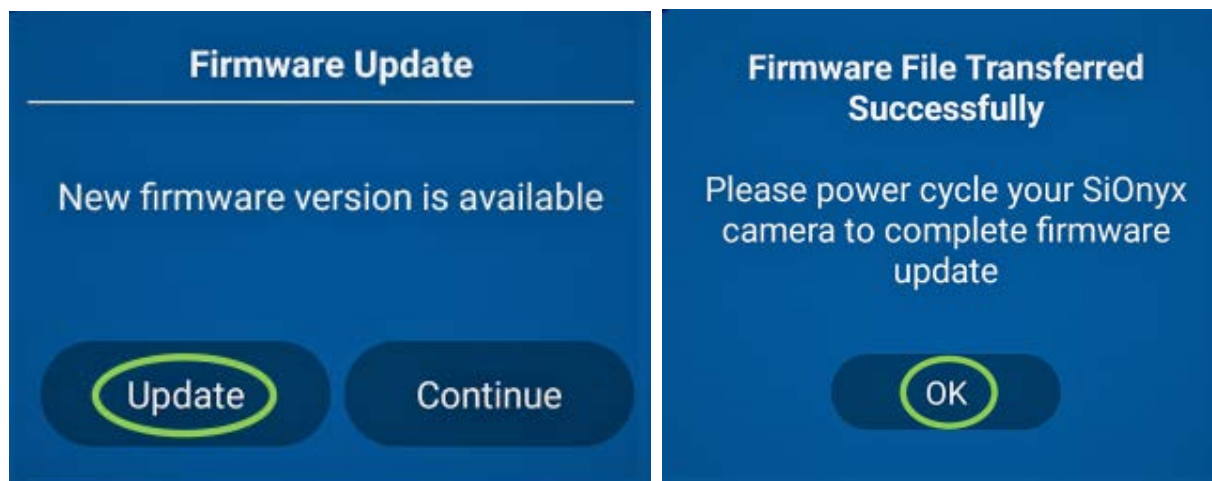 Firmware Update
New firmware version is available
Update
Continue
Firmware File Transferred
Successfully
Please power cycle your SiOnyx
camera to complete firmware
update
OK